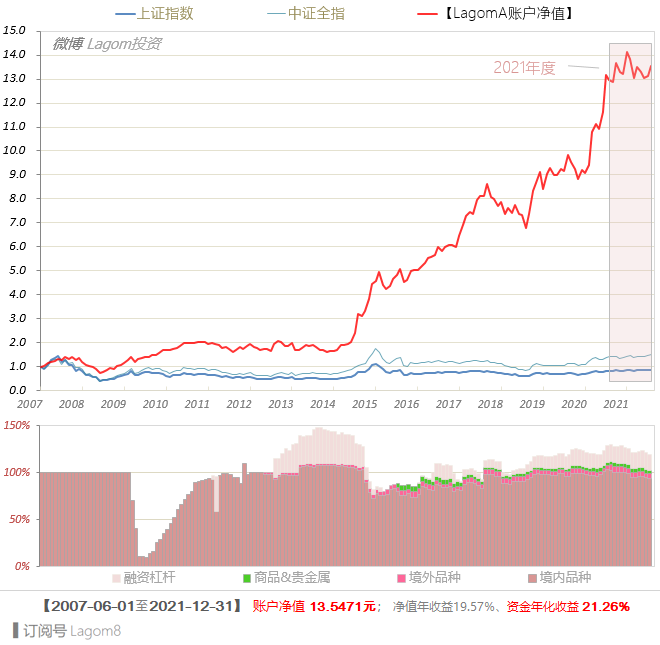 上证指数 中证全指 【LagomA账户净值】
15.0
微博 Lagom投资
14.0
2021年度
13.0
12.0
11.0
10.0
9.0
8.0
7.0
6.0
5.0
4.0
3.0
2.0
1.0
0.0
2007 2008 2009 2010 2011 2012 2013 2014 2015 2016 2017 2018 2019 2020 2021
150%
100%
50%
0%
融资杠杆 商品&贵金属 境外品种 境内品种
【2007-06-01至2021-12-31】 账户净值 13.5471元； 净值年收益19.57%、资金年化收益 21.26%
订阅号 Lagom8